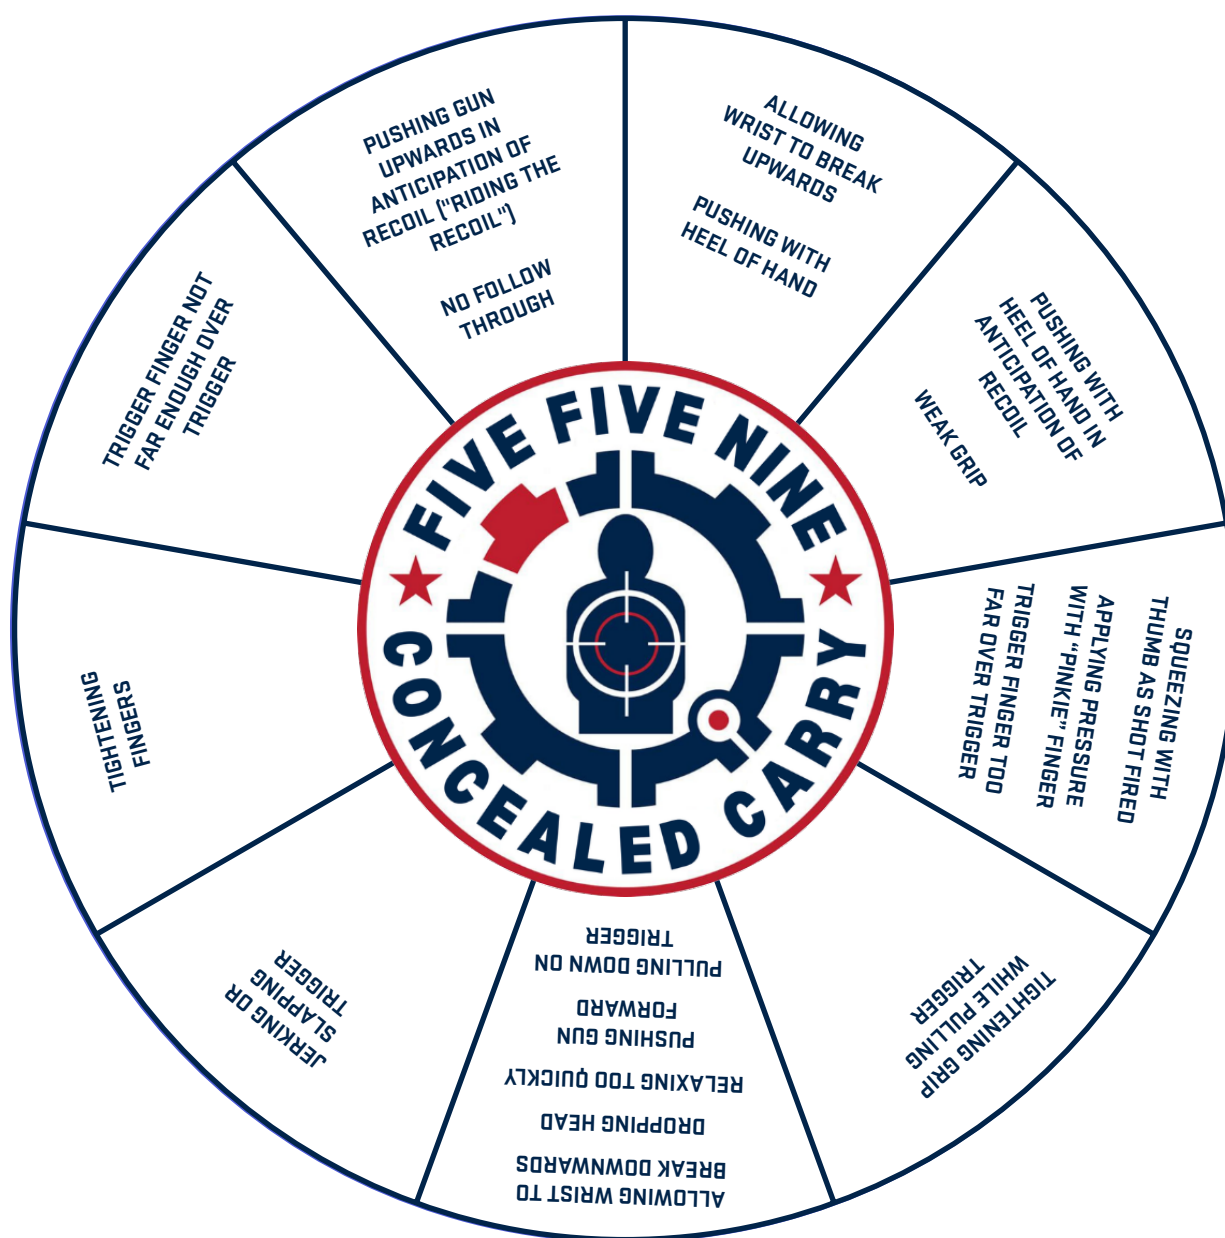 PUSHING GUN
UPWARDS IN
ANTICIPATION OF
RECOIL ("RIDING THE
RECOIL")
NO FOLLOW
THROUGH
ALLOWING
WRIST TO BREAK
UPWARDS
PUSHING WITH
HEEL OF HAND
PUSHING WITH
HEEL OF HAND IN
ANTICIPATION OF
RECOIL
WEAK GRIP
SQUEEZING WITH
THUMB AS SHOT FIRED
APPLYING PRESSURE
WITH "PINKIE" FINGER
TRIGGER FINGER TOO
FAR OVER TRIGGER
TIGHTENING GRIP
WHILE PULLING
TRIGGER
ALLOWING WRIST TO
BREAK DOWNWARDS
DROPPING HEAD
RELAXING TOO QUICKLY
PUSHING GUN
FORWARD
PULLING DOWN ON
TRIGGER
JERKING OR
SLAPPING
TRIGGER
TIGHTENING
FINGERS
TRIGGER FINGER NOT
FAR ENOUGH OVER
TRIGGER
FIVE FIVE NINE
CONCEALED CARRY